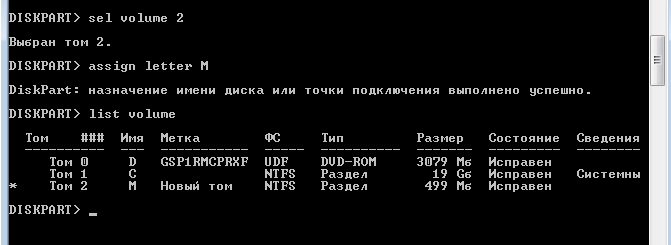 DISKPART> sel volume 2
Выбран том 2.
DISKPART> assign letter M
DiskPart: назначение имени диска или точки подключения выполнено успешно.
DISKPART> list volume
Том ### Имя Метка ФС Тип Размер Состояние Сведения
Том 0 D GSP1RMCPRXF UDF DVD-ROM 3079 Мб Исправен
Том 1 C NTFS Раздел 19 Gб Исправен Системны
* Том 2 M Новый том NTFS Раздел 499 Мб Исправен
DISKPART> _